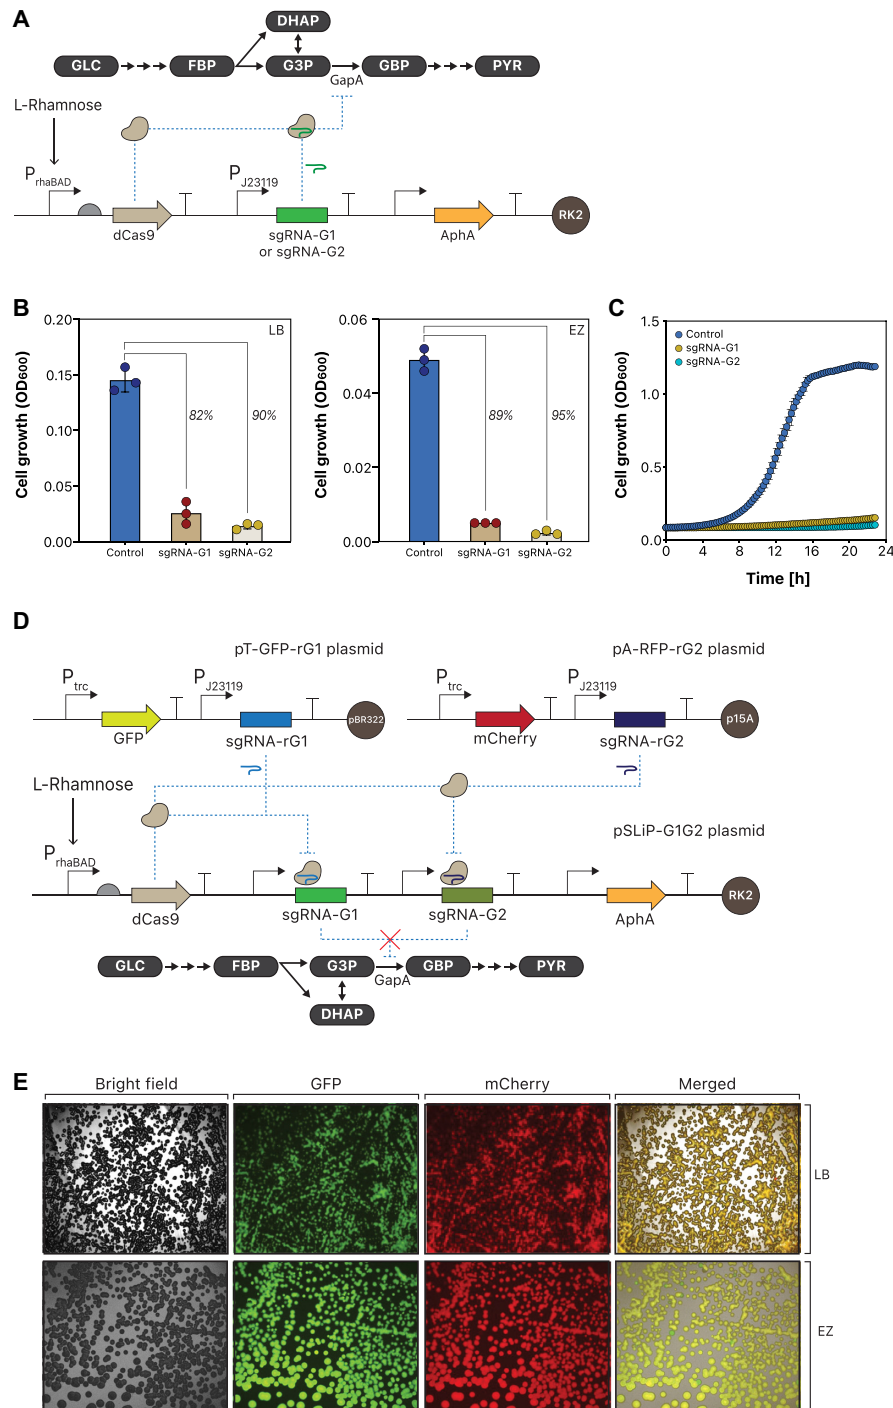 A
DHAP
GLC
FBP
G3P
GBP
PYR
GapA
L-Rhamnose
PrhaBAD
PJ23119
dCas9
sgRNA-G1
or sgRNA-G2
AphA
RK2
B
Cell growth (OD600)
0.20
0.15
0.10
0.05
0.00
LB
82%
90%
Control
sgRNA-G1
sgRNA-G2
Cell growth (OD600)
0.06
0.04
0.02
0.00
EZ
89%
95%
Control
sgRNA-G1
sgRNA-G2
C
Cell growth (OD600)
1.5
1.0
0.5
0.0
Control
sgRNA-G1
sgRNA-G2
0 4 8 12 16 20 24
Time [h]
D
pT-GFP-rG1 plasmid
Ptrc
PJ23119
GFP
sgRNA-rG1
pBR322
pA-RFP-rG2 plasmid
Ptrc
PJ23119
mCherry
sgRNA-rG2
p15A
L-Rhamnose
pSLiP-G1G2 plasmid
PrhaBAD
dCas9
sgRNA-G1
sgRNA-G2
AphA
RK2
GLC
FBP
G3P
GBP
PYR
GapA
DHAP
E
Bright field
GFP
mCherry
Merged
LB
EZ